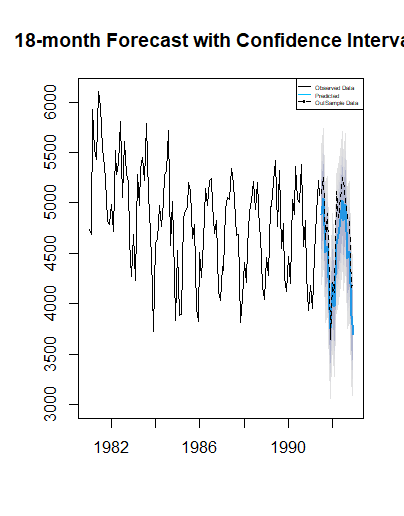 18-month Forecast with Confidence Interva
Observed Data
Predicted
OutSample Data
6000
5500
5000
4500
4000
3500
3000
1982
1986
1990